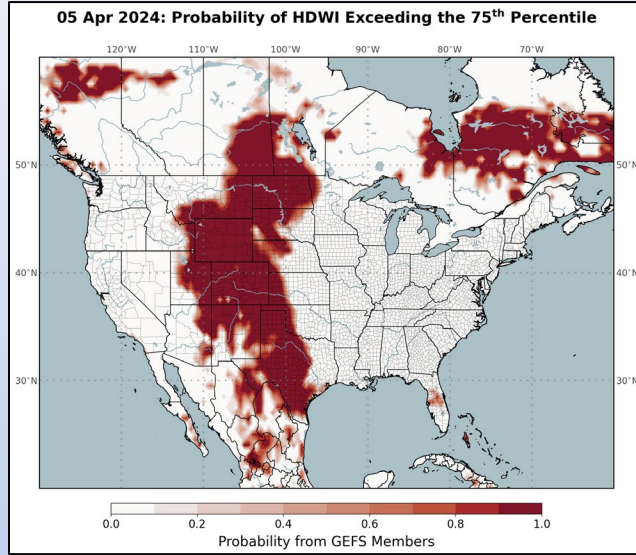 05 Apr 2024: Probability of HDWI Exceeding the 75th Percentile
120°W 110°W 100°W 90°W 80°W 70°W
50°N 50°N
40°N 40°N
30°N 30°N
0.0 0.2 0.4 0.6 0.8 1.0
Probability from GEFS Members